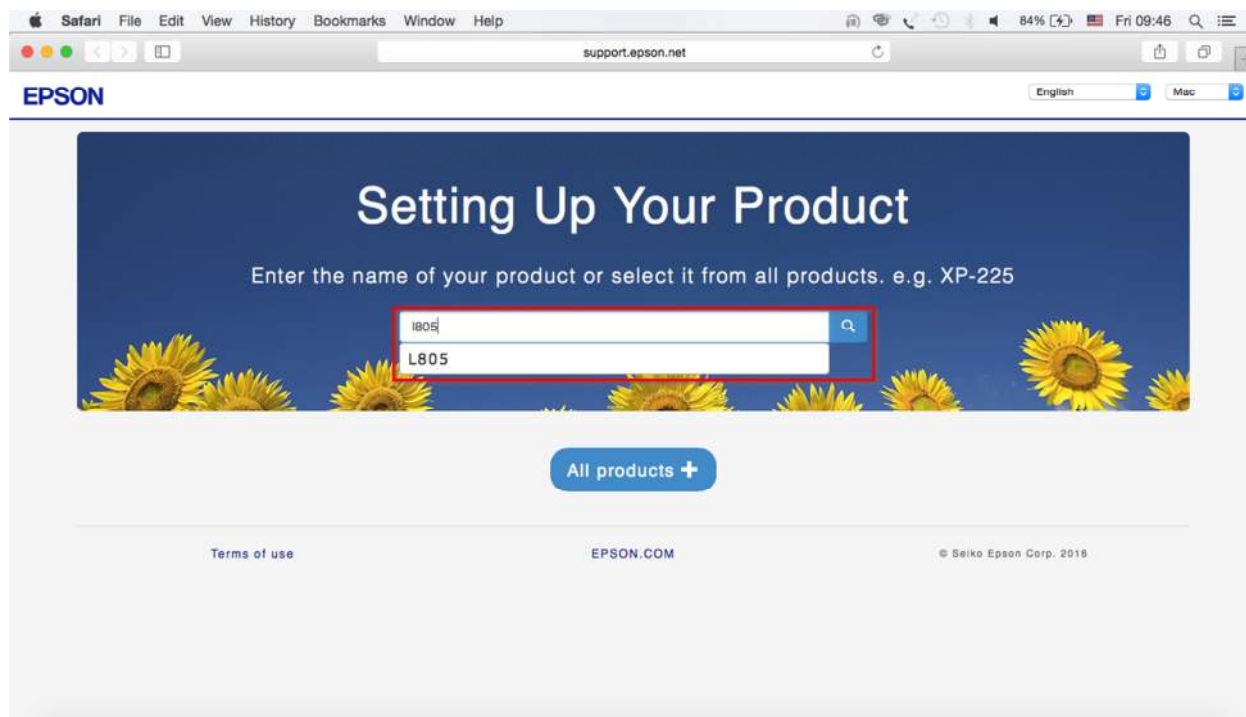 Safari File Edit View History Bookmarks Window Help 84% Fri 09:46
support.epson.net
EPSON English Mac
Setting Up Your Product
Enter the name of your product or select it from all products. e.g. XP-225
l805
L805
All products +
Terms of use EPSON.COM © Seiko Epson Corp. 2016